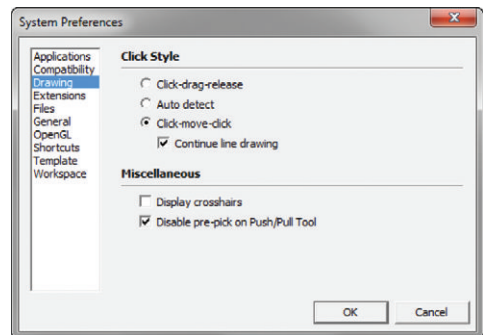 System Preferences
Applications
Compatibility
Drawing
Extensions
Files
General
OpenGL
Shortcuts
Template
Workspace
Click Style
Click-drag-release
Auto detect
Click-move-click
Continue line drawing
Miscellaneous
Display crosshairs
Disable pre-pick on Push/Pull Tool
OK
Cancel